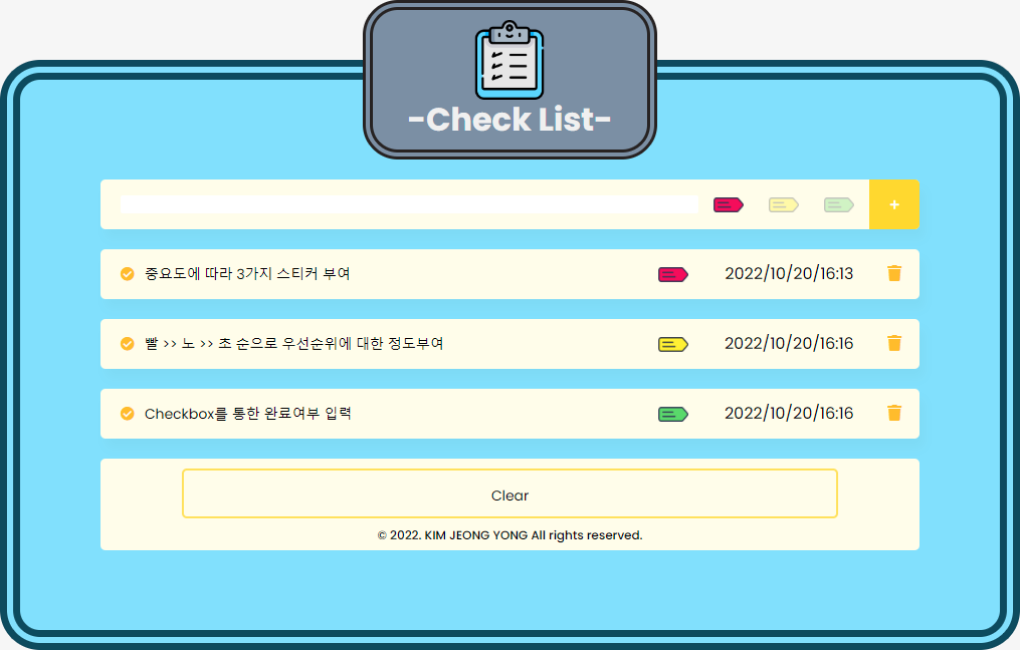 -Check List-
+
중요도에 따라 3가지 스티커 부여 2022/10/20/16:13
빨 >> 노 >> 초 순으로 우선순위에 대한 정도부여 2022/10/20/16:16
Checkbox를 통한 완료여부 입력 2022/10/20/16:16
Clear
© 2022. KIM JEONG YONG All rights reserved.